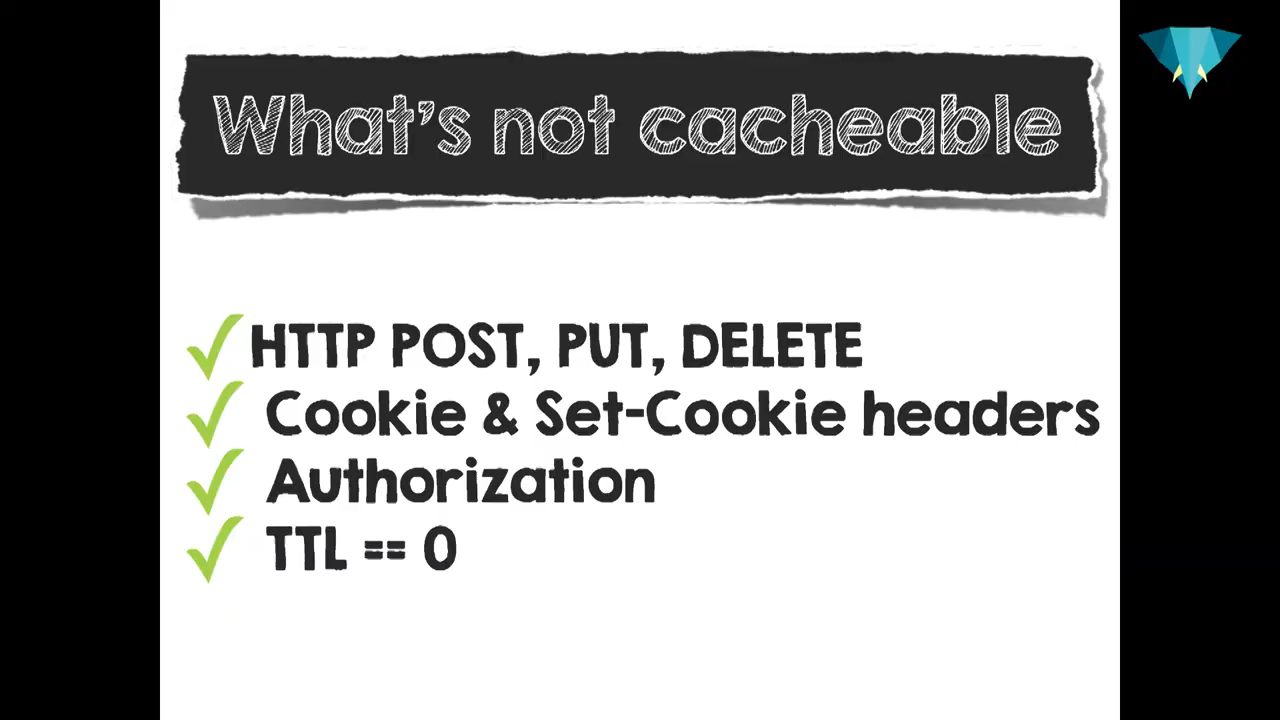 What's not cacheable
HTTP POST, PUT, DELETE
Cookie & Set-Cookie headers
Authorization
TTL == 0